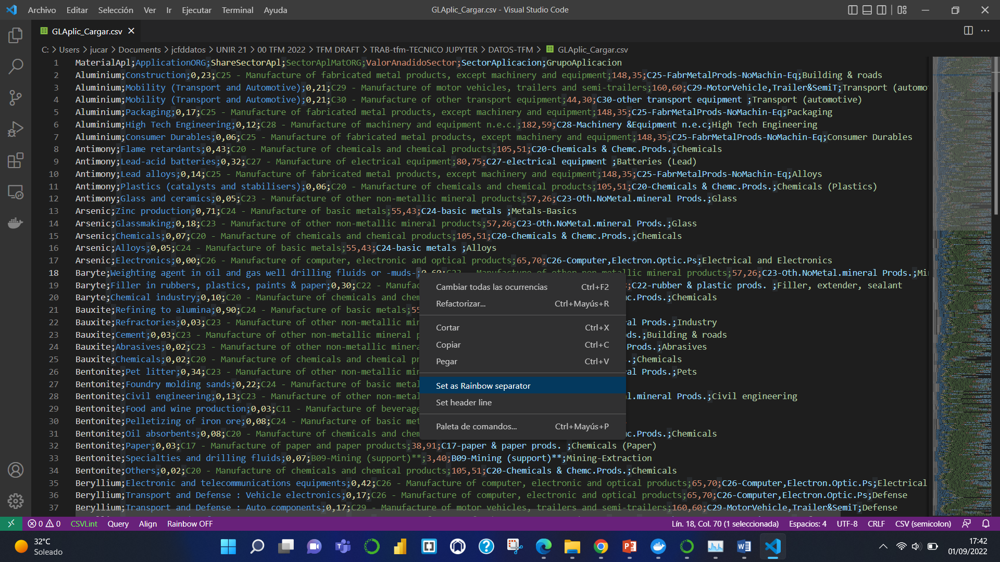 Archivo Editar Selección Ver Ir Ejecutar Terminal Ayuda GLAplic_Cargar.csv - Visual Studio Code
GLAplic_Cargar.csv
C: > Users > jucar > Documents > jcfddatos > UNIR 21 > 00 TFM 2022 > TFM DRAFT > TRAB-tfm-TECNICO JUPYTER > DATOS-TFM > GLAplic_Cargar.csv
1 MaterialApl;ApplicationORG;ShareSectorApl;SectorAplMatORG;ValorAnadidoSector;SectorAplicacion;GrupoAplicacion
2 Aluminium;Construction;0,23;C25 - Manufacture of fabricated metal products, except machinery and equipment;148,35;C25-FabrMetalProds-NoMachin-Eq;Building & roads
3 Aluminium;Mobility (Transport and Automotive);0,21;C29 - Manufacture of motor vehicles, trailers and semi-trailers;160,60;C29-MotorVehicle,Trailer&SemiT;Transport (automo
4 Aluminium;Mobility (Transport and Automotive);0,21;C30 - Manufacture of other transport equipment;44,30;C30-other transport equipment ;Transport (automotive)
5 Aluminium;Packaging;0,17;C25 - Manufacture of fabricated metal products, except machinery and equipment;148,35;C25-FabrMetalProds-NoMachin-Eq;Packaging
6 Aluminium;High Tech Engineering;0,12;C28 - Manufacture of machinery and equipment n.e.c.;182,59;C28-Machinery &Equipment n.e.c;High Tech Engineering
7 Aluminium;Consumer Durables;0,06;C25 - Manufacture of fabricated metal products, except machinery and equipment;148,35;C25-FabrMetalProds-NoMachin-Eq;Consumer Durables
8 Antimony;Flame retardants;0,43;C20 - Manufacture of chemicals and chemical products;105,51;C20-Chemicals & Chemc.Prods.;Chemicals
9 Antimony;Lead-acid batteries;0,32;C27 - Manufacture of electrical equipment;80,75;C27-electrical equipment ;Batteries (Lead)
10 Antimony;Lead alloys;0,14;C25 - Manufacture of fabricated metal products, except machinery and equipment;148,35;C25-FabrMetalProds-NoMachin-Eq;Alloys
11 Antimony;Plastics (catalysts and stabilisers);0,06;C20 - Manufacture of chemicals and chemical products;105,51;C20-Chemicals & Chemc.Prods.;Chemicals (Plastics)
12 Antimony;Glass and ceramics;0,05;C23 - Manufacture of other non-metallic mineral products;57,26;C23-Oth.NoMetal.mineral Prods.;Glass
13 Arsenic;Zinc production;0,71;C24 - Manufacture of basic metals;55,43;C24-basic metals ;Metals-Basics
14 Arsenic;Glassmaking;0,18;C23 - Manufacture of other non-metallic mineral products;57,26;C23-Oth.NoMetal.mineral Prods.;Glass
15 Arsenic;Chemicals;0,07;C20 - Manufacture of chemicals and chemical products;105,51;C20-Chemicals & Chemc.Prods.;Chemicals
16 Arsenic;Alloys;0,05;C24 - Manufacture of basic metals;55,43;C24-basic metals ;Alloys
17 Arsenic;Electronics;0,00;C26 - Manufacture of computer, electronic and optical products;65,70;C26-Computer,Electron.Optic.Ps;Electrical and Electronics
18 Baryte;Weighting agent in oil and gas well drilling fluids or -muds-;0,60;C23 - Manufacture of other non-metallic mineral products;57,26;C23-Oth.NoMetal.mineral Prods.;Mi
19 Baryte;Filler in rubbers, plastics, paints & paper;0,30;C22 - Manufac ;C22-rubber & plastic prods. ;Filler, extender, sealant
20 Baryte;Chemical industry;0,10;C20 - Manufacture of chemicals and chem c.Prods.;Chemicals
21 Bauxite;Refining to alumina;0,90;C24 - Manufacture of basic metals;55
22 Bauxite;Refractories;0,03;C23 - Manufacture of other non-metallic mir al Prods.;Industry
23 Bauxite;Cement;0,03;C23 - Manufacture of other non-metallic mineral p ods.;Building & roads
24 Bauxite;Abrasives;0,02;C23 - Manufacture of other non-metallic minera Prods.;Abrasives
25 Bauxite;Chemicals;0,02;C20 - Manufacture of chemicals and chemical pr .;Chemicals
26 Bentonite;Pet litter;0,34;C23 - Manufacture of other non-metallic mir al Prods.;Pets
27 Bentonite;Foundry molding sands;0,22;C24 - Manufacture of basic metal
28 Bentonite;Civil engineering;0,13;C23 - Manufacture of other non-metal l.mineral Prods.;Civil engineering
29 Bentonite;Food and wine production;0,03;C11 - Manufacture of beverage
30 Bentonite;Pelletizing of iron ore;0,08;C24 - Manufacture of basic met
31 Bentonite;Oil absorbents;0,08;C20 - Manufacture of chemicals and chem c.Prods.;Chemicals
32 Bentonite;Paper;0,03;C17 - Manufacture of paper and paper products;38,91;C17-paper & paper prods. ;Chemicals (Paper)
33 Bentonite;Specialties and drilling fluids;0,07;B09-Mining (support)**;3,40;B09-Mining (support)**;Mining-Extraction
34 Bentonite;Others;0,02;C20 - Manufacture of chemicals and chemical products;105,51;C20-Chemicals & Chemc.Prods.;Chemicals
35 Beryllium;Electronic and telecommunications equipments;0,42;C26 - Manufacture of computer, electronic and optical products;65,70;C26-Computer,Electron.Optic.Ps;Electrical
36 Beryllium;Transport and Defense : Vehicle electronics;0,17;C26 - Manufacture of computer, electronic and optical products;65,70;C26-Computer,Electron.Optic.Ps;Defense
37 Beryllium;Transport and Defense : Auto components;0,17;C29 - Manufacture of motor vehicles, trailers and semi-trailers;160,60;C29-MotorVehicle,Trailer&SemiT;Defense
Cambiar todas las ocurrencias Ctrl+F2
Refactorizar... Ctrl+Mayús+R
Cortar Ctrl+X
Copiar Ctrl+C
Pegar Ctrl+V
Set as Rainbow separator
Set header line
Paleta de comandos... Ctrl+Mayús+P
0 0 CSVLint Query Align Rainbow OFF Lín. 18, Col. 70 (1 seleccionada) Espacios: 4 UTF-8 CRLF CSV (semicolon)
32°C
Soleado
17:42
01/09/2022